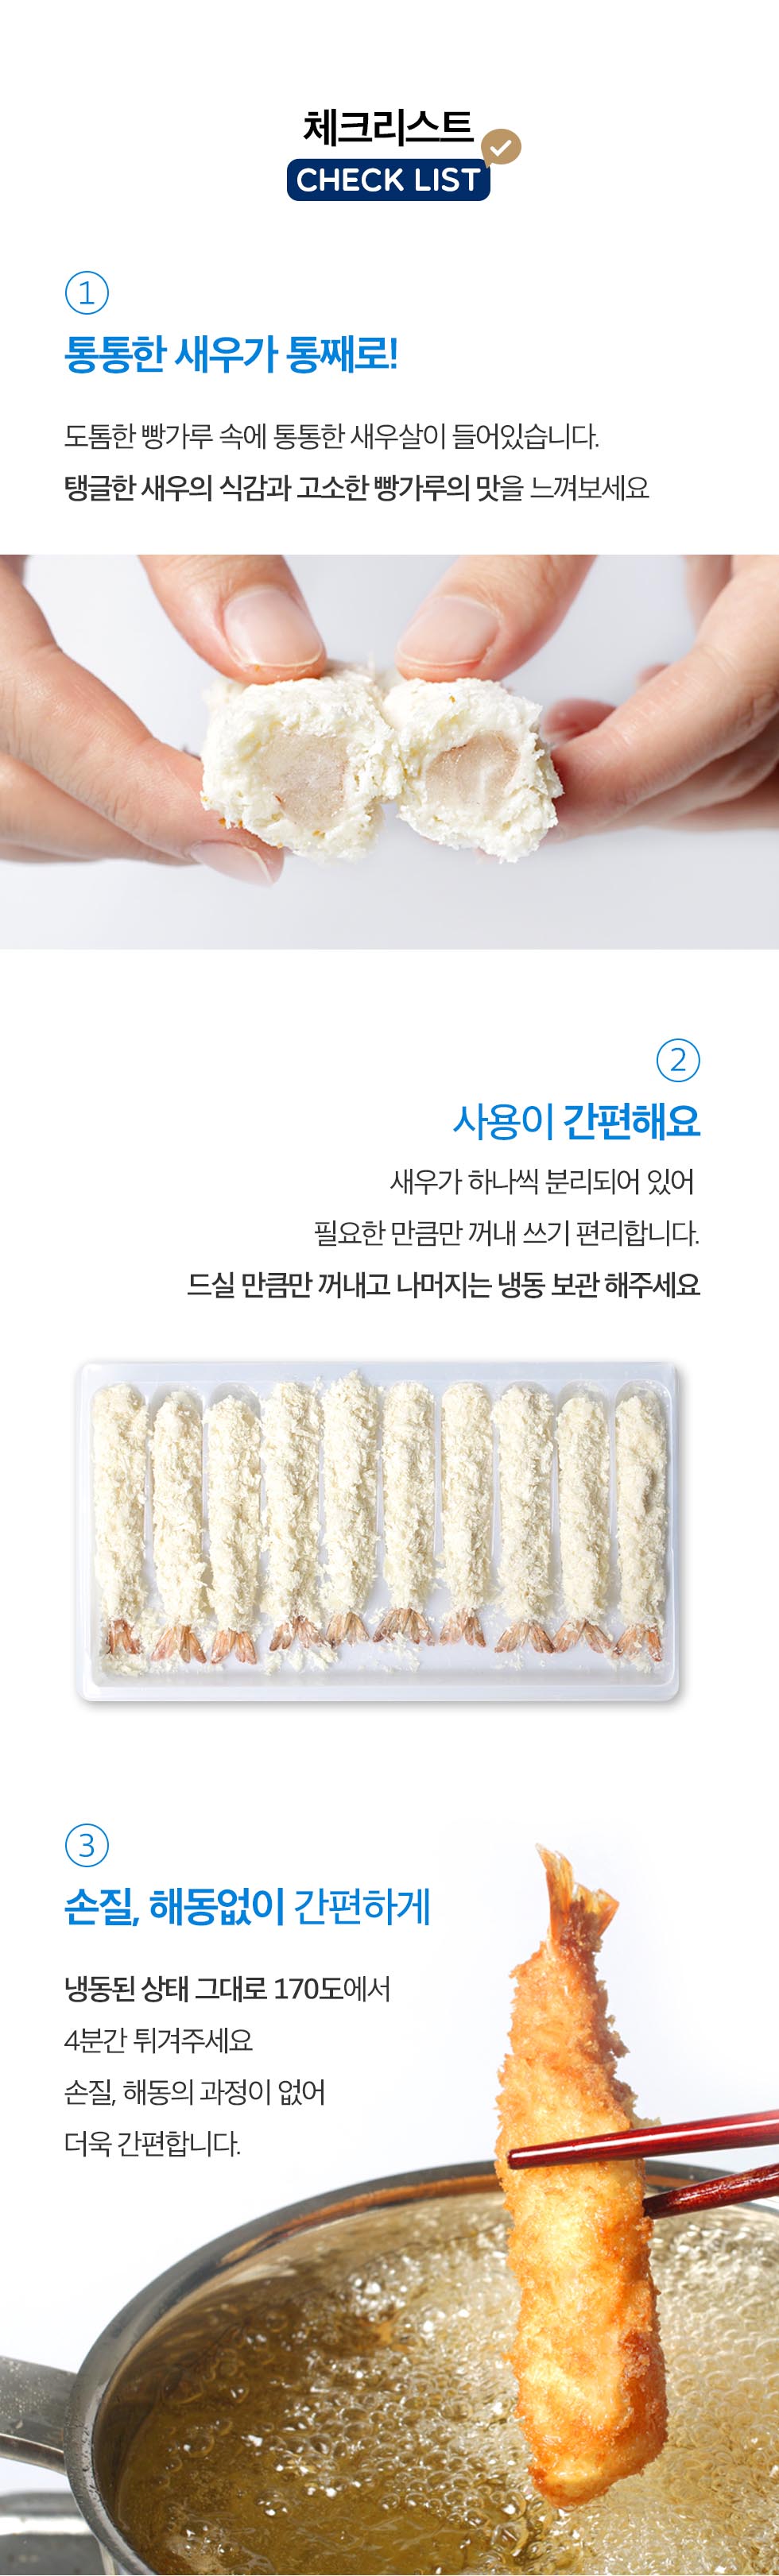 체크리스트
CHECK LIST
1
통통한 새우가 통째로!
도톰한 빵가루 속에 통통한 새우살이 들어있습니다.
탱글한 새우의 식감과 고소한 빵가루의 맛을 느껴보세요
2
사용이 간편해요
새우가 하나씩 분리되어 있어
필요한 만큼만 꺼내 쓰기 편리합니다.
드실 만큼만 꺼내고 나머지는 냉동 보관 해주세요
3
손질, 해동없이 간편하게
냉동된 상태 그대로 170도에서
4분간 튀겨주세요
손질, 해동의 과정이 없어
더욱 간편합니다.